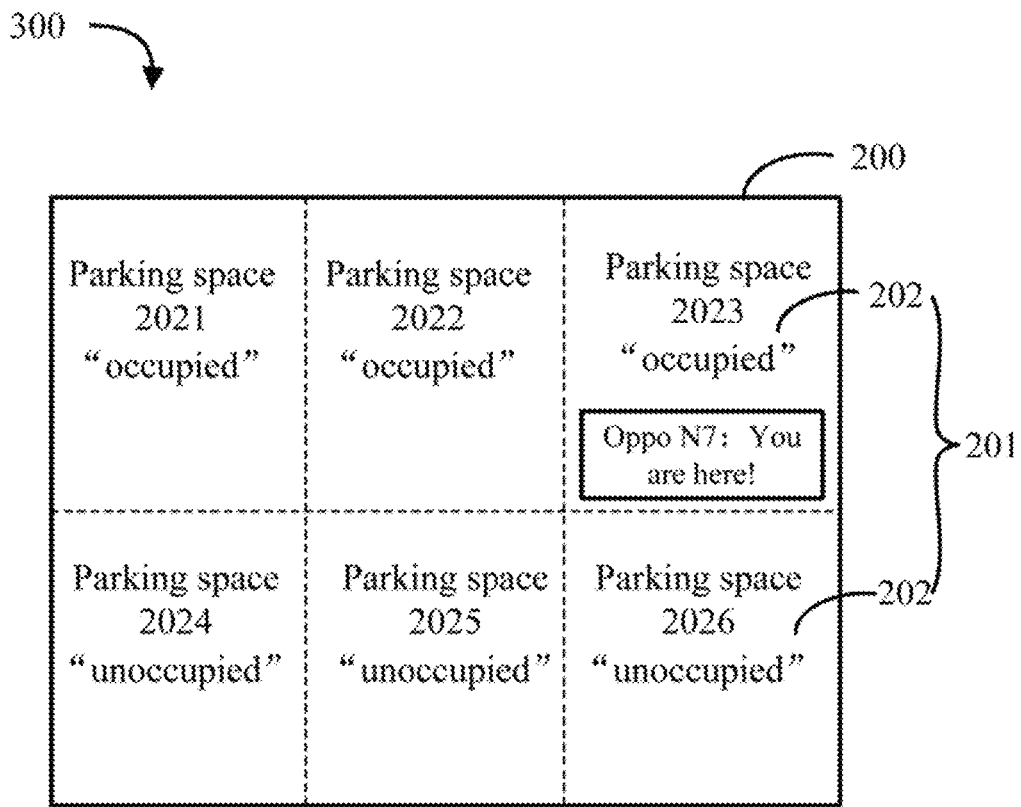 300
200
Parking space
2021
“occupied”
Parking space
2022
“occupied”
Parking space
2023
“occupied”
202
Oppo N7: You
are here!
201
Parking space
2024
“unoccupied”
Parking space
2025
“unoccupied”
Parking space
2026
“unoccupied”
202